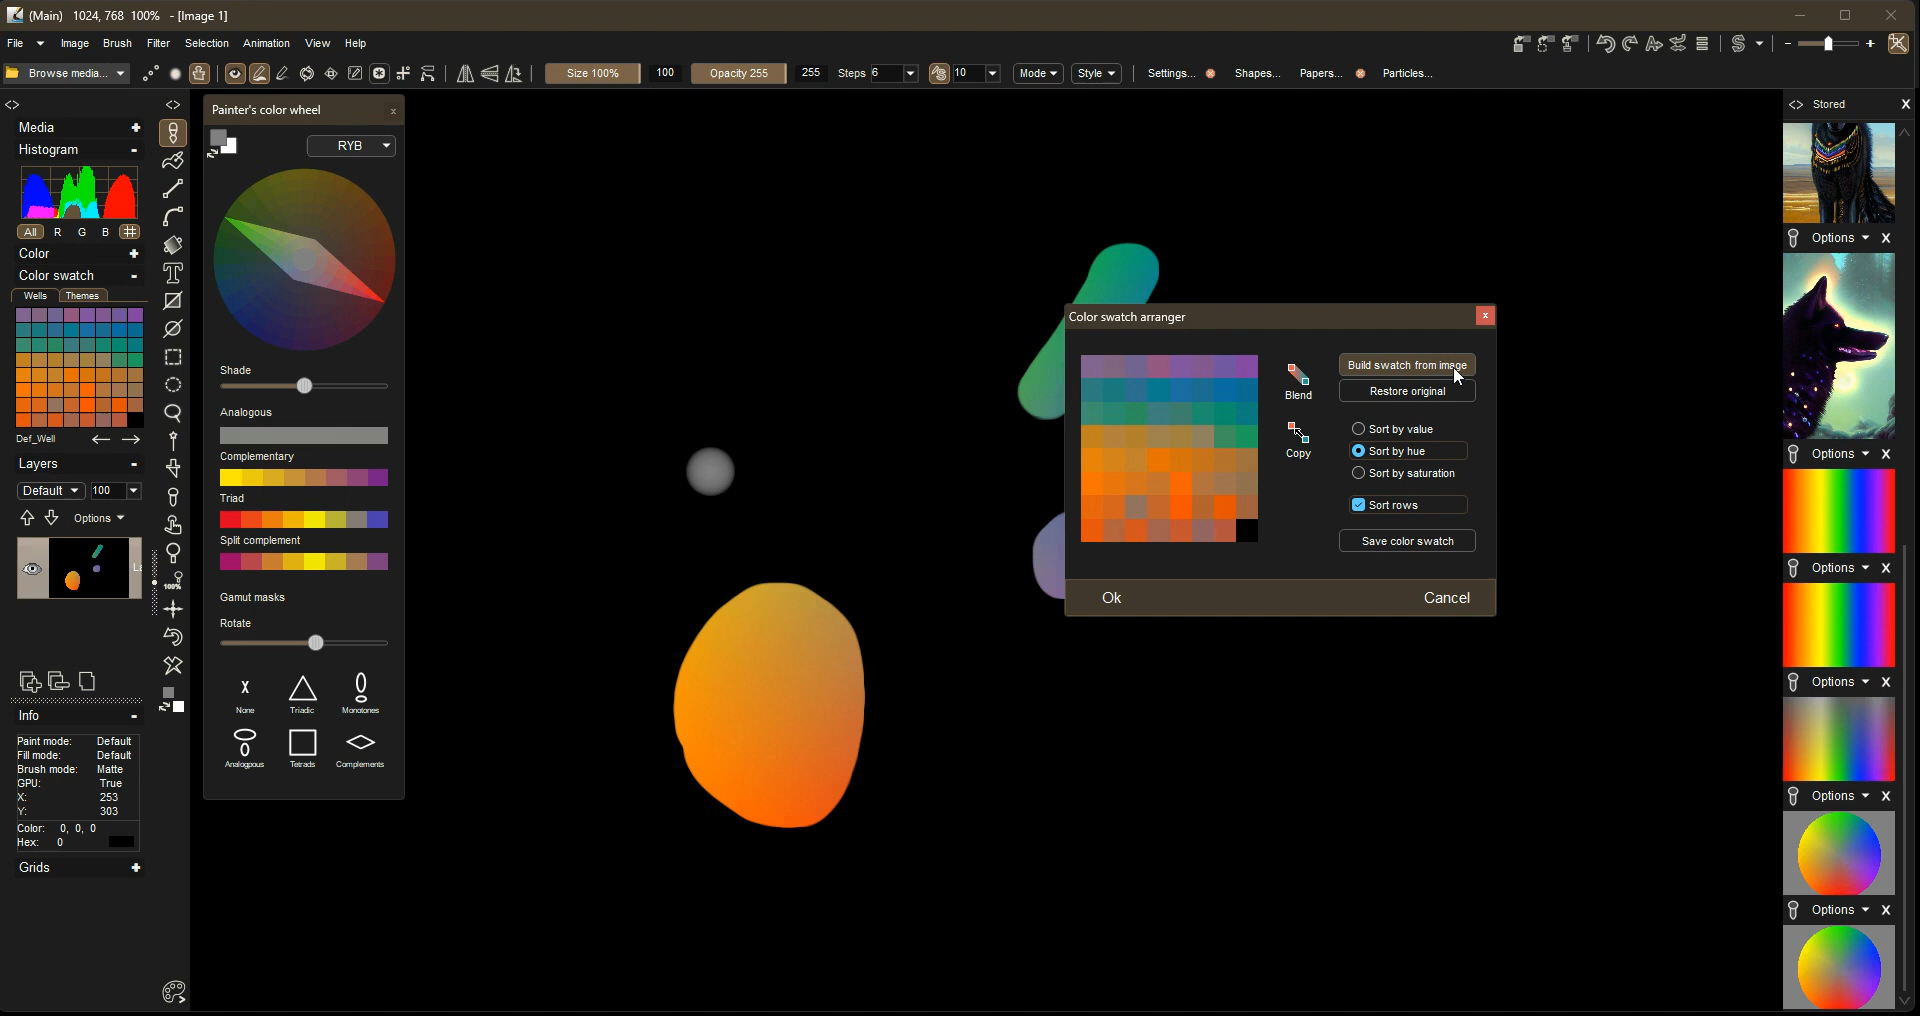 (Main) 1024, 768 100% - [Image 1]
File Image Brush Filter Selection Animation View Help
Browse media... Size 100% 100 Opacity 255 255 Steps 6 10 Mode Style Settings... Shapes... Papers... Particles...
Media +
Histogram -
All R G B
Color +
Color swatch -
Wells Themes
Def_Well
Layers -
Default 100
Options
100%
Info -
Paint mode: Default
Fill mode: Default
Brush mode: Matte
GPU: True
X: 253
Y: 303
Color: 0, 0, 0
Hex: 0
Grids +
Painter's color wheel x
RYB
Shade
Analogous
Complementary
Triad
Split complement
Gamut masks
Rotate
X
None Triadic Monotones
Analogpous Tetrads Complements
Color swatch arranger x
Build swatch from image
Restore original
Blend
Copy
Sort by value
Sort by hue
Sort by saturation
Sort rows
Save color swatch
Ok Cancel
<> Stored X
Options X
Options X
Options X
Options X
Options X
Options X